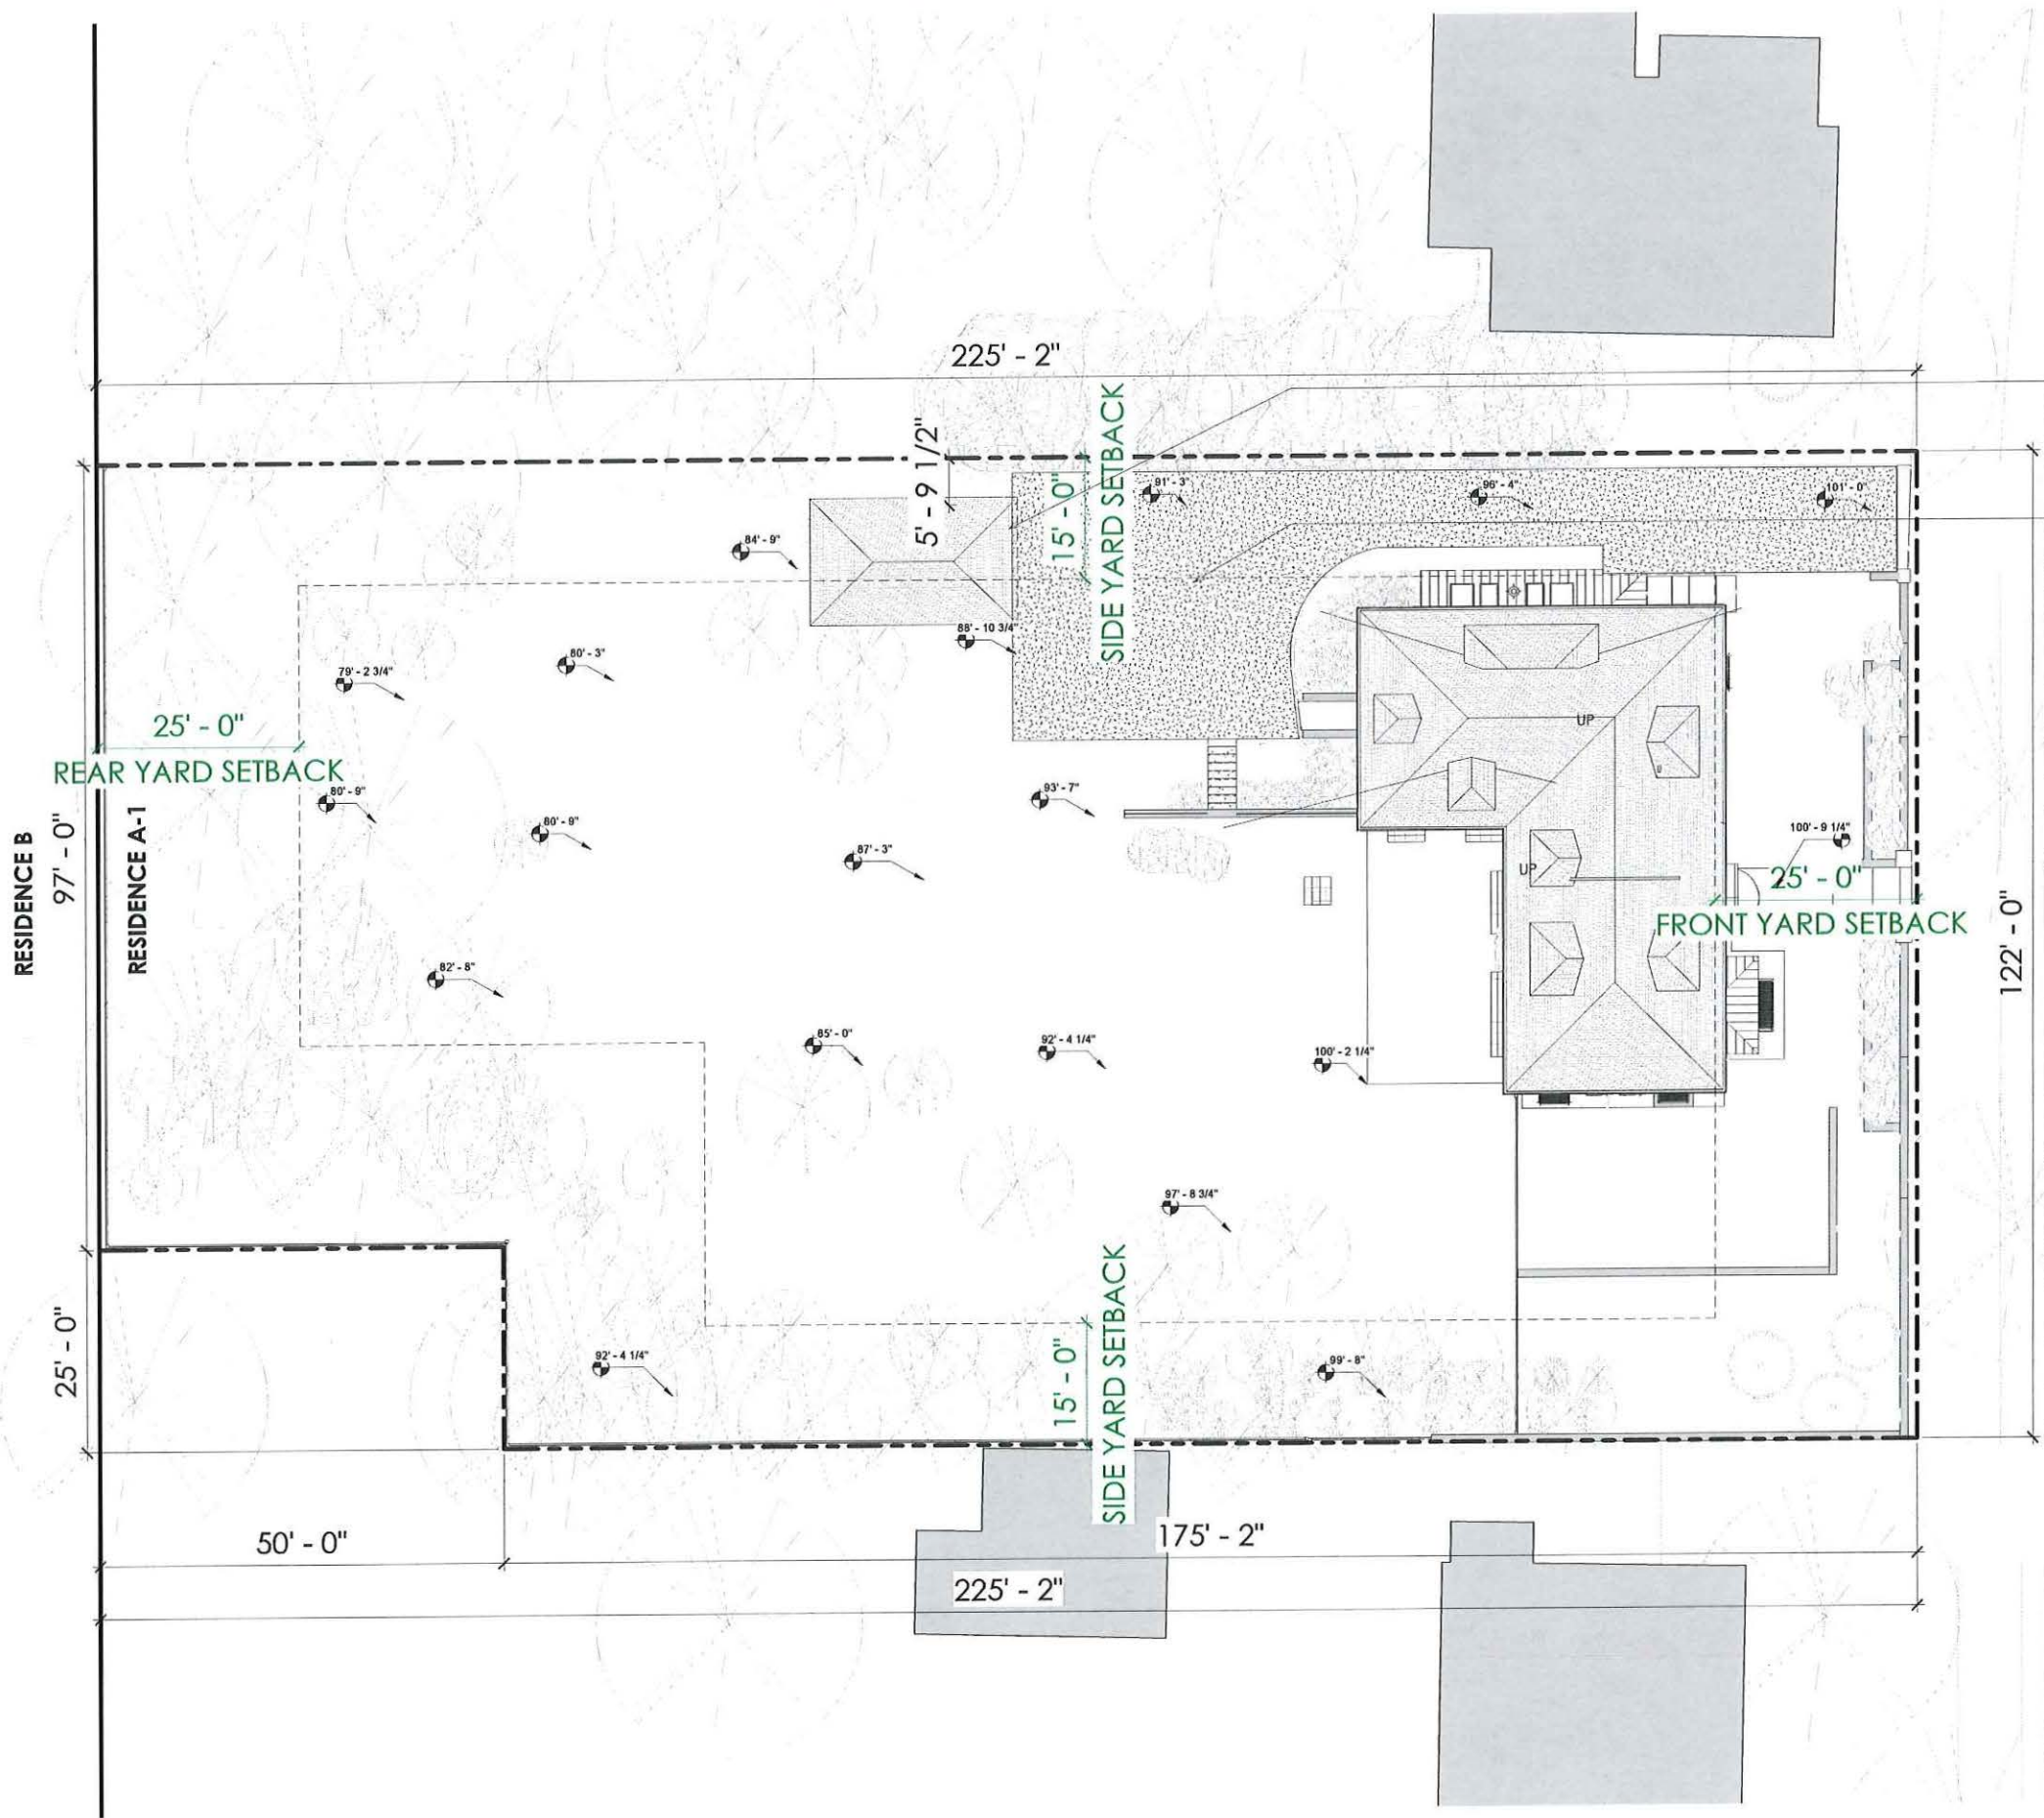 225' - 2"
5' - 9 1/2"
15' - 0"
SIDE YARD SETBACK
91' - 3"
96' - 4"
101' - 0"
84' - 9"
88' - 10 3/4"
80' - 3"
79' - 2 3/4"
25' - 0"
REAR YARD SETBACK
UP
80' - 9"
80' - 9"
93' - 7"
87' - 3"
UP
100' - 9 1/4"
25' - 0"
FRONT YARD SETBACK
RESIDENCE B
97' - 0"
RESIDENCE A-1
122' - 0"
82' - 8"
85' - 0"
92' - 4 1/4"
100' - 2 1/4"
97' - 8 3/4"
25' - 0"
92' - 4 1/4"
15' - 0"
SIDE YARD SETBACK
99' - 8"
50' - 0"
175' - 2"
225' - 2"